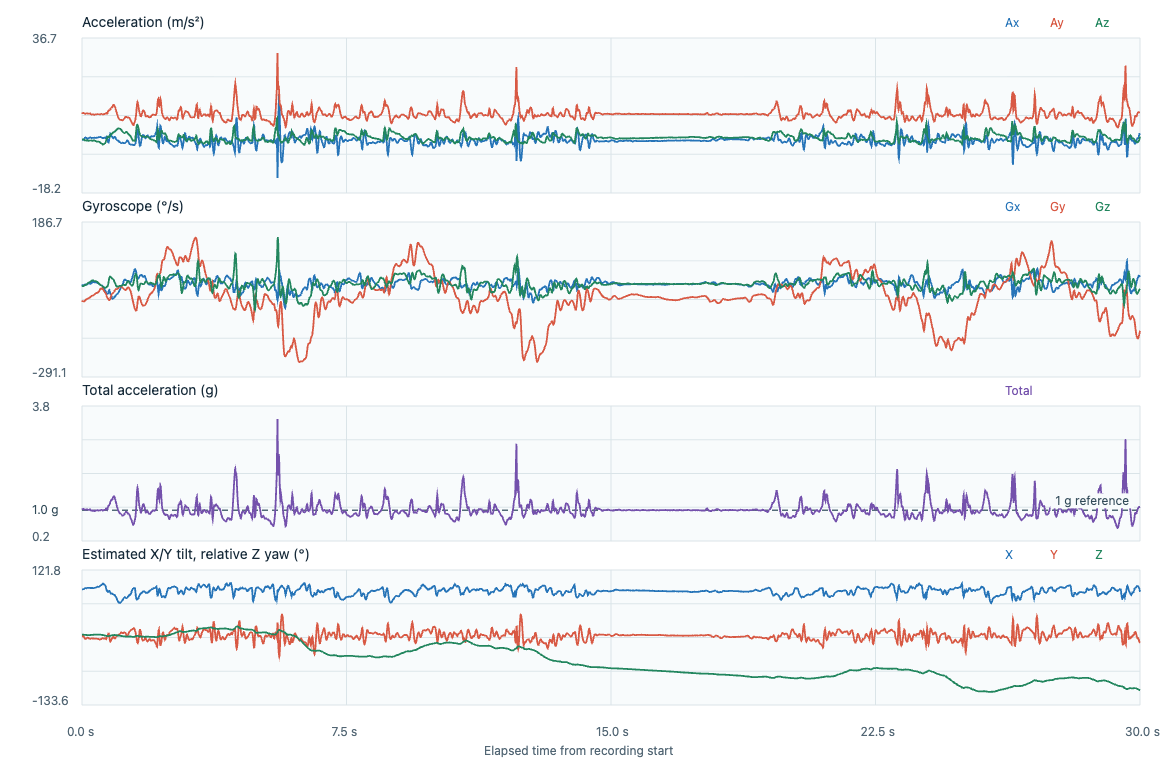 Acceleration (m/s²) Ax Ay Az
36.7
-18.2
Gyroscope (°/s) Gx Gy Gz
186.7
-291.1
Total acceleration (g) Total
3.8
1 g reference
1.0 g
0.2
Estimated X/Y tilt, relative Z yaw (°) X Y Z
121.8
-133.6
0.0 s 7.5 s 15.0 s 22.5 s 30.0 s
Elapsed time from recording start